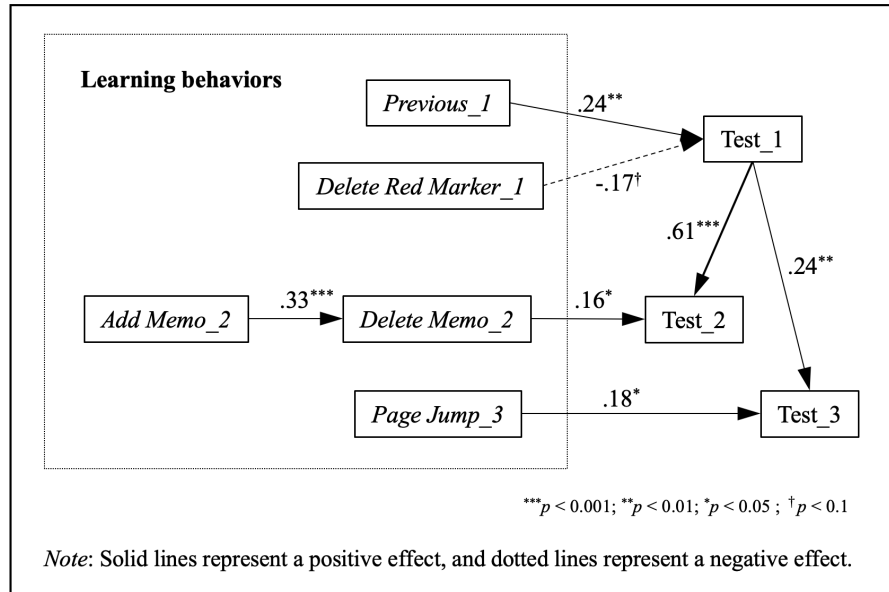 Learning behaviors
Previous_1
.24**
Test_1
Delete Red Marker_1
-.17†
.61***
.24**
Add Memo_2
.33***
Delete Memo_2
.16*
Test_2
Page Jump_3
.18*
Test_3
***p < 0.001; **p < 0.01; *p < 0.05 ; †p < 0.1
Note: Solid lines represent a positive effect, and dotted lines represent a negative effect.